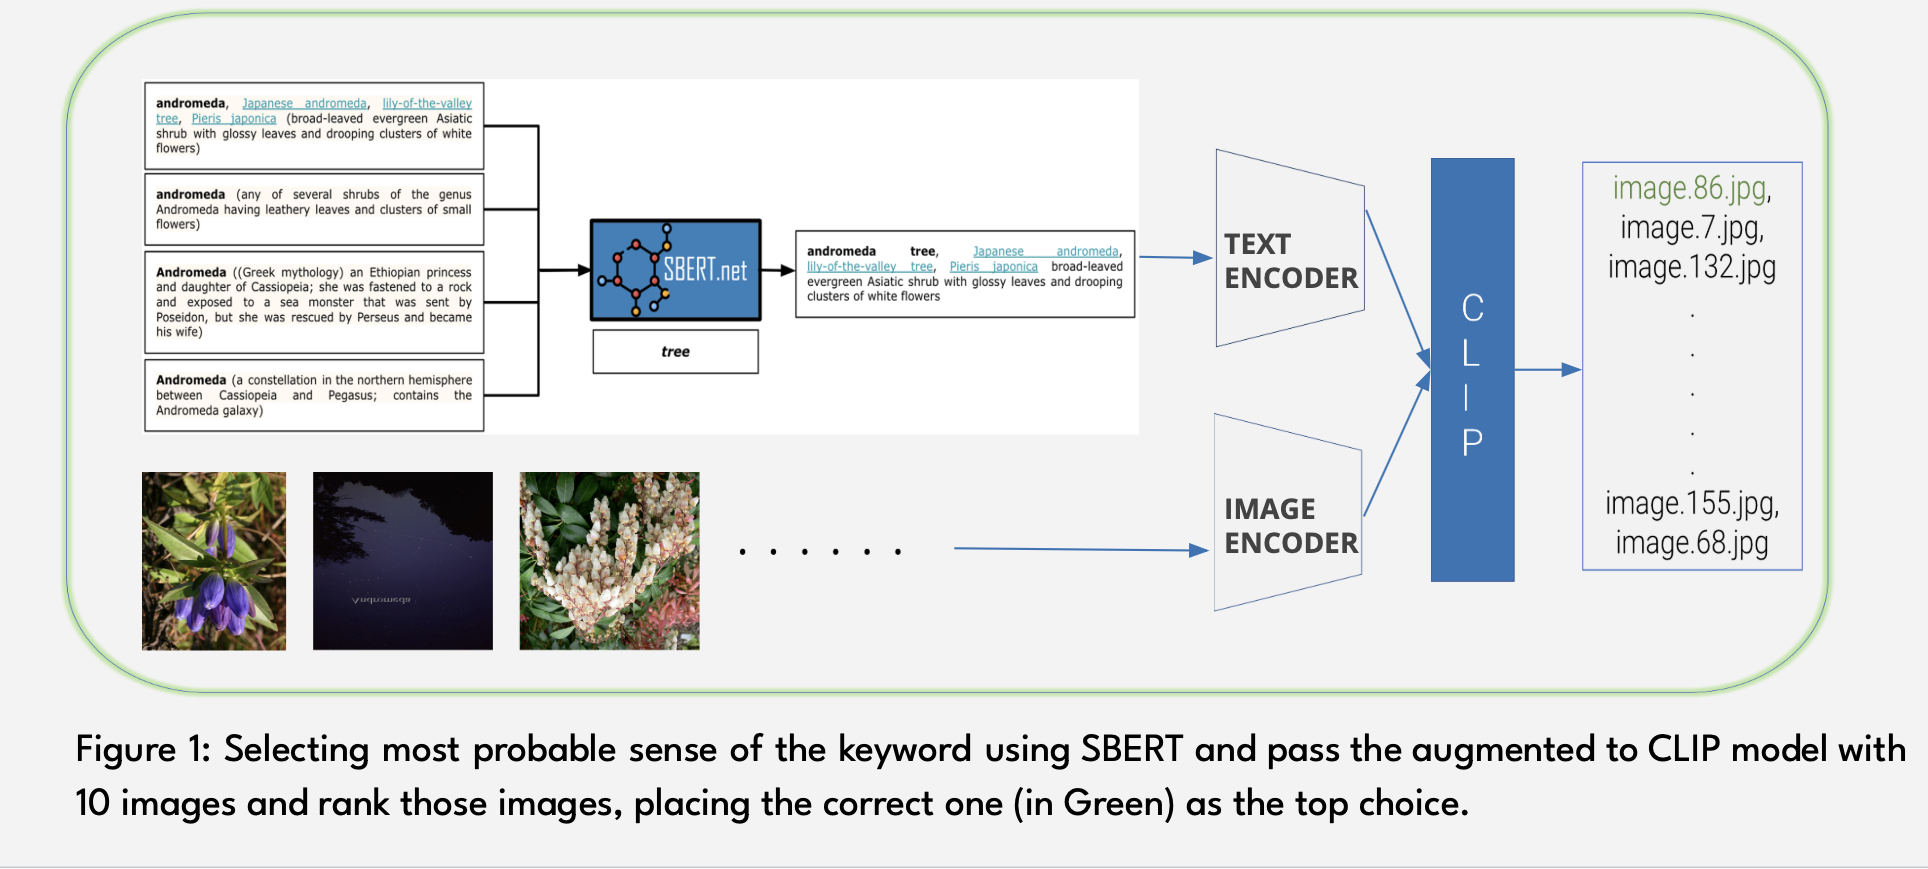 andromeda, Japanese andromeda, lily-of-the-valley
tree, Pieris japonica (broad-leaved evergreen Asiatic
shrub with glossy leaves and drooping clusters of white
flowers)
andromeda (any of several shrubs of the genus
Andromeda having leathery leaves and clusters of small
flowers)
Andromeda ((Greek mythology) an Ethiopian princess
and daughter of Cassiopeia; she was fastened to a rock
and exposed to a sea monster that was sent by
Poseidon, but she was rescued by Perseus and became
his wife)
Andromeda (a constellation in the northern hemisphere
between Cassiopeia and Pegasus; contains the
Andromeda galaxy)
SBERT.net
tree
andromeda tree, Japanese andromeda,
lily-of-the-valley tree, Pieris japonica broad-leaved
evergreen Asiatic shrub with glossy leaves and drooping
clusters of white flowers
Andromeda
. . . . . .
TEXT
ENCODER
IMAGE
ENCODER
C
L
I
P
image.86.jpg,
image.7.jpg,
image.132.jpg
.
.
.
.
.
image.155.jpg,
image.68.jpg
Figure 1: Selecting most probable sense of the keyword using SBERT and pass the augmented to CLIP model with
10 images and rank those images, placing the correct one (in Green) as the top choice.